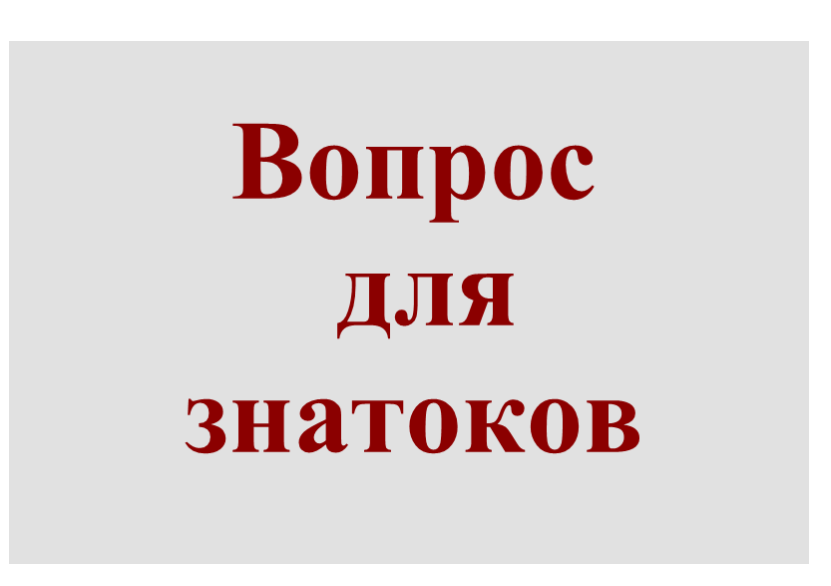 Вопрос
для
знатоков